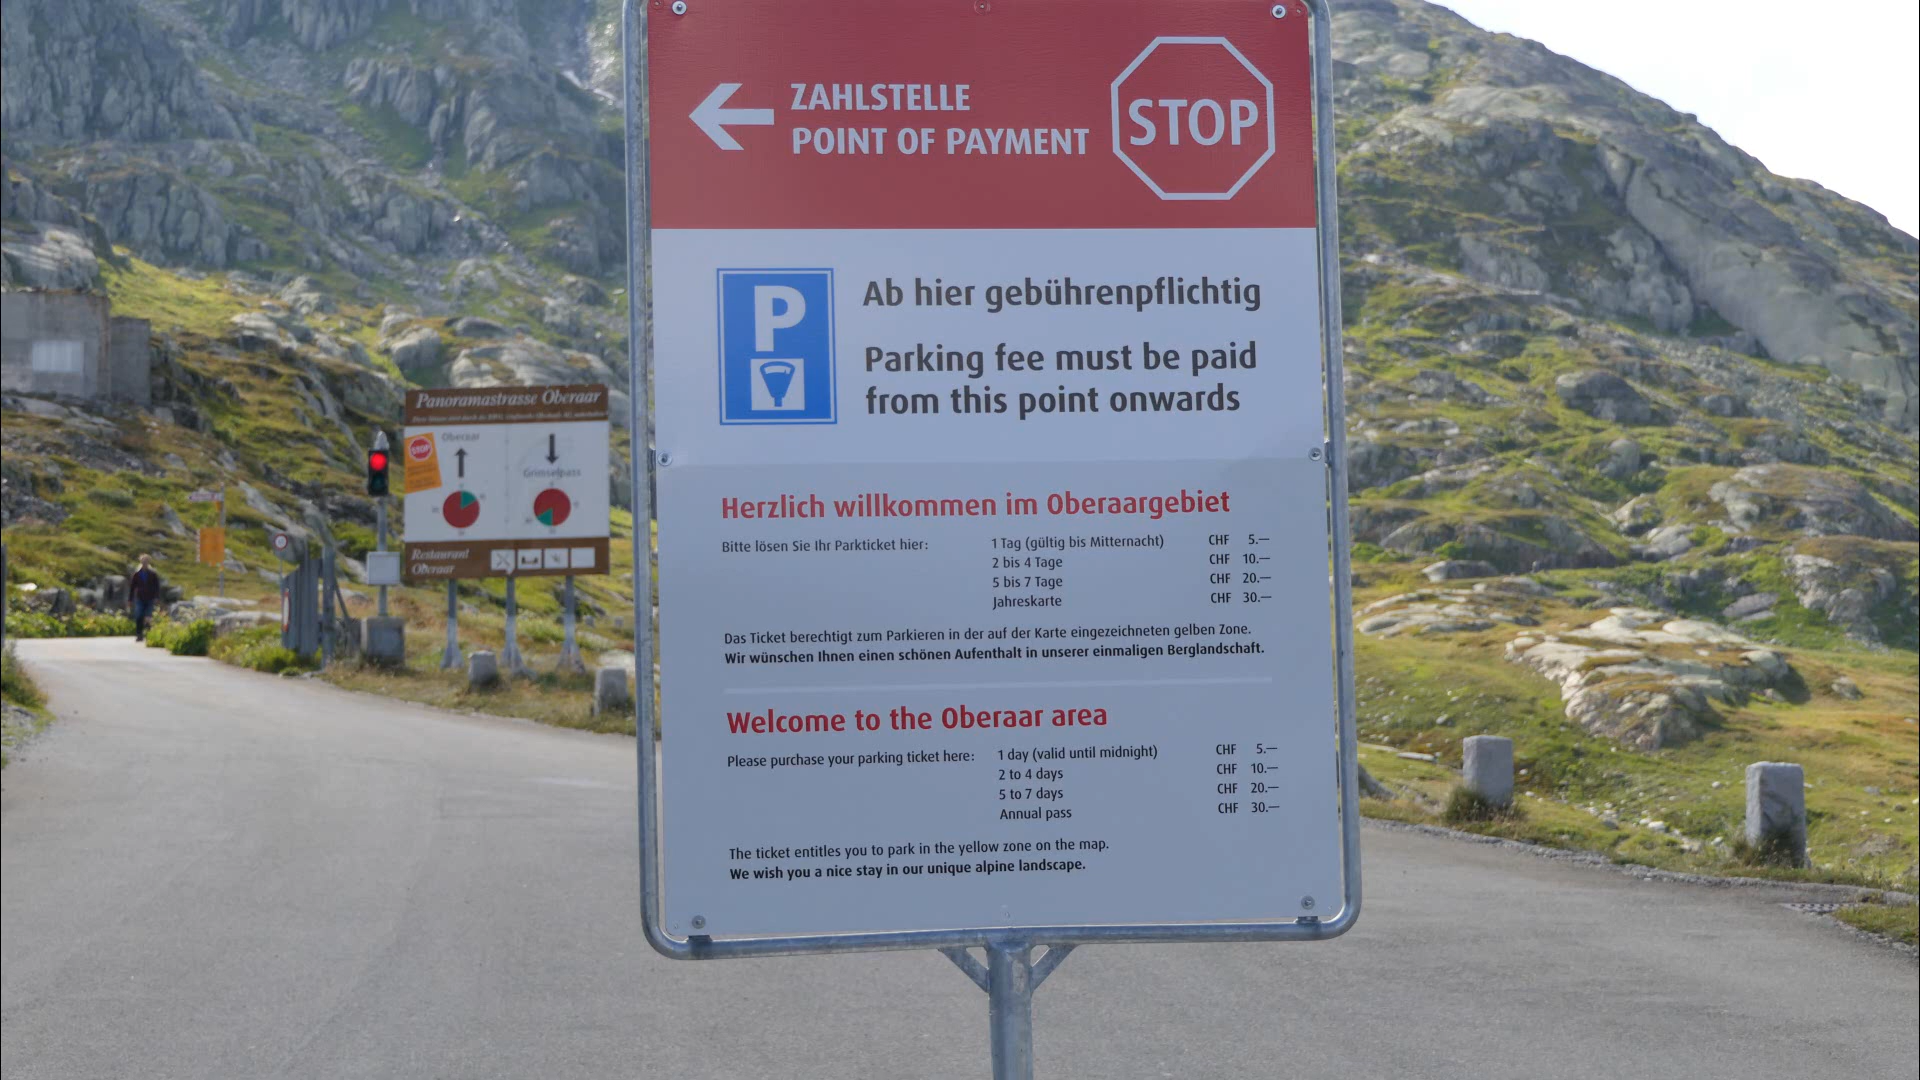 ZAHLSTELLE
POINT OF PAYMENT
STOP
P
Ab hier gebührenpflichtig
Parking fee must be paid
from this point onwards
Herzlich willkommen im Oberaargebiet
Bitte lösen Sie Ihr Parkticket hier: 1 Tag (gültig bis Mitternacht) CHF 5.—
2 bis 4 Tage CHF 10.—
5 bis 7 Tage CHF 20.—
Jahreskarte CHF 30.—
Das Ticket berechtigt zum Parkieren in der auf der Karte eingezeichneten gelben Zone.
Wir wünschen Ihnen einen schönen Aufenthalt in unserer einmaligen Berglandschaft.
Welcome to the Oberaar area
Please purchase your parking ticket here: 1 day (valid until midnight) CHF 5.—
2 to 4 days CHF 10.—
5 to 7 days CHF 20.—
Annual pass CHF 30.—
The ticket entitles you to park in the yellow zone on the map.
We wish you a nice stay in our unique alpine landscape.
Panoramastrasse Oberaar
STOP
Oberaar
Grimselpass
Restaurant
Oberaar